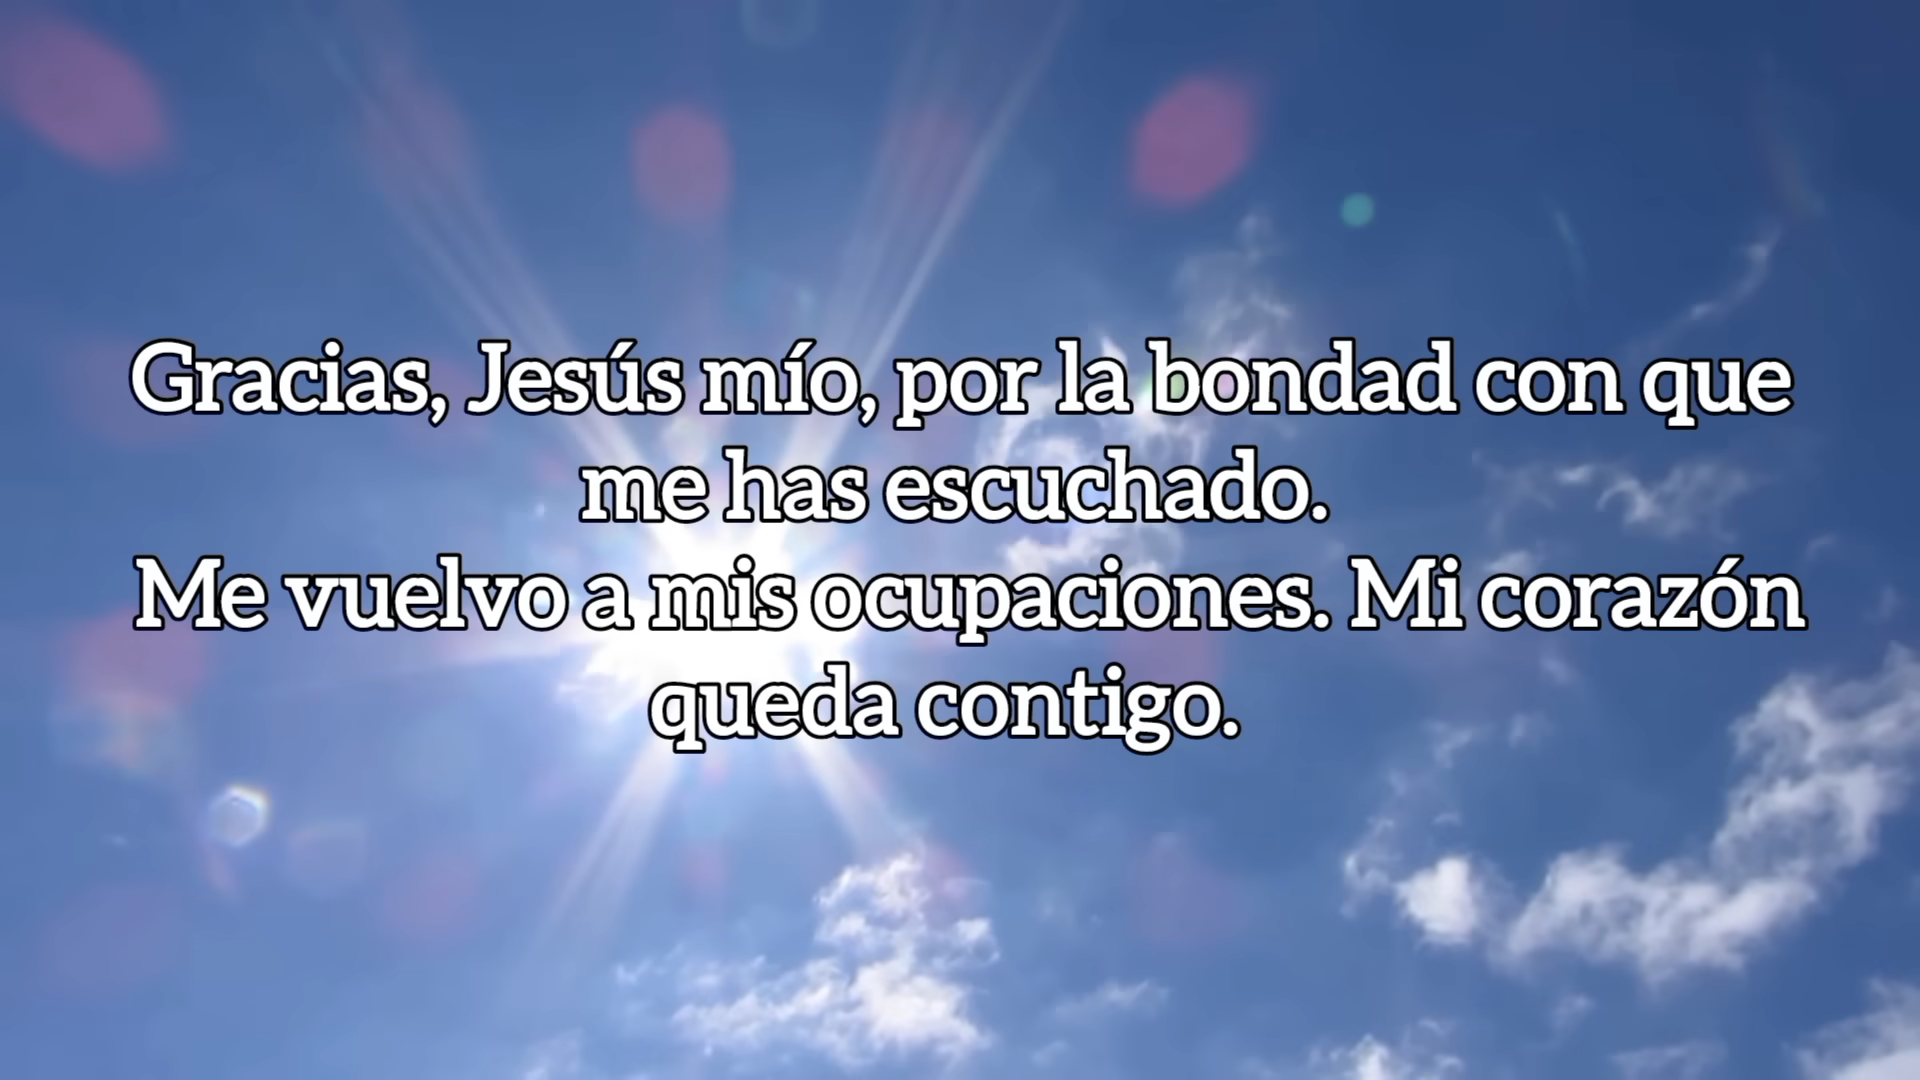 Gracias, Jesús mío, por la bondad con que
me has escuchado.
Me vuelvo a mis ocupaciones. Mi corazón
queda contigo.